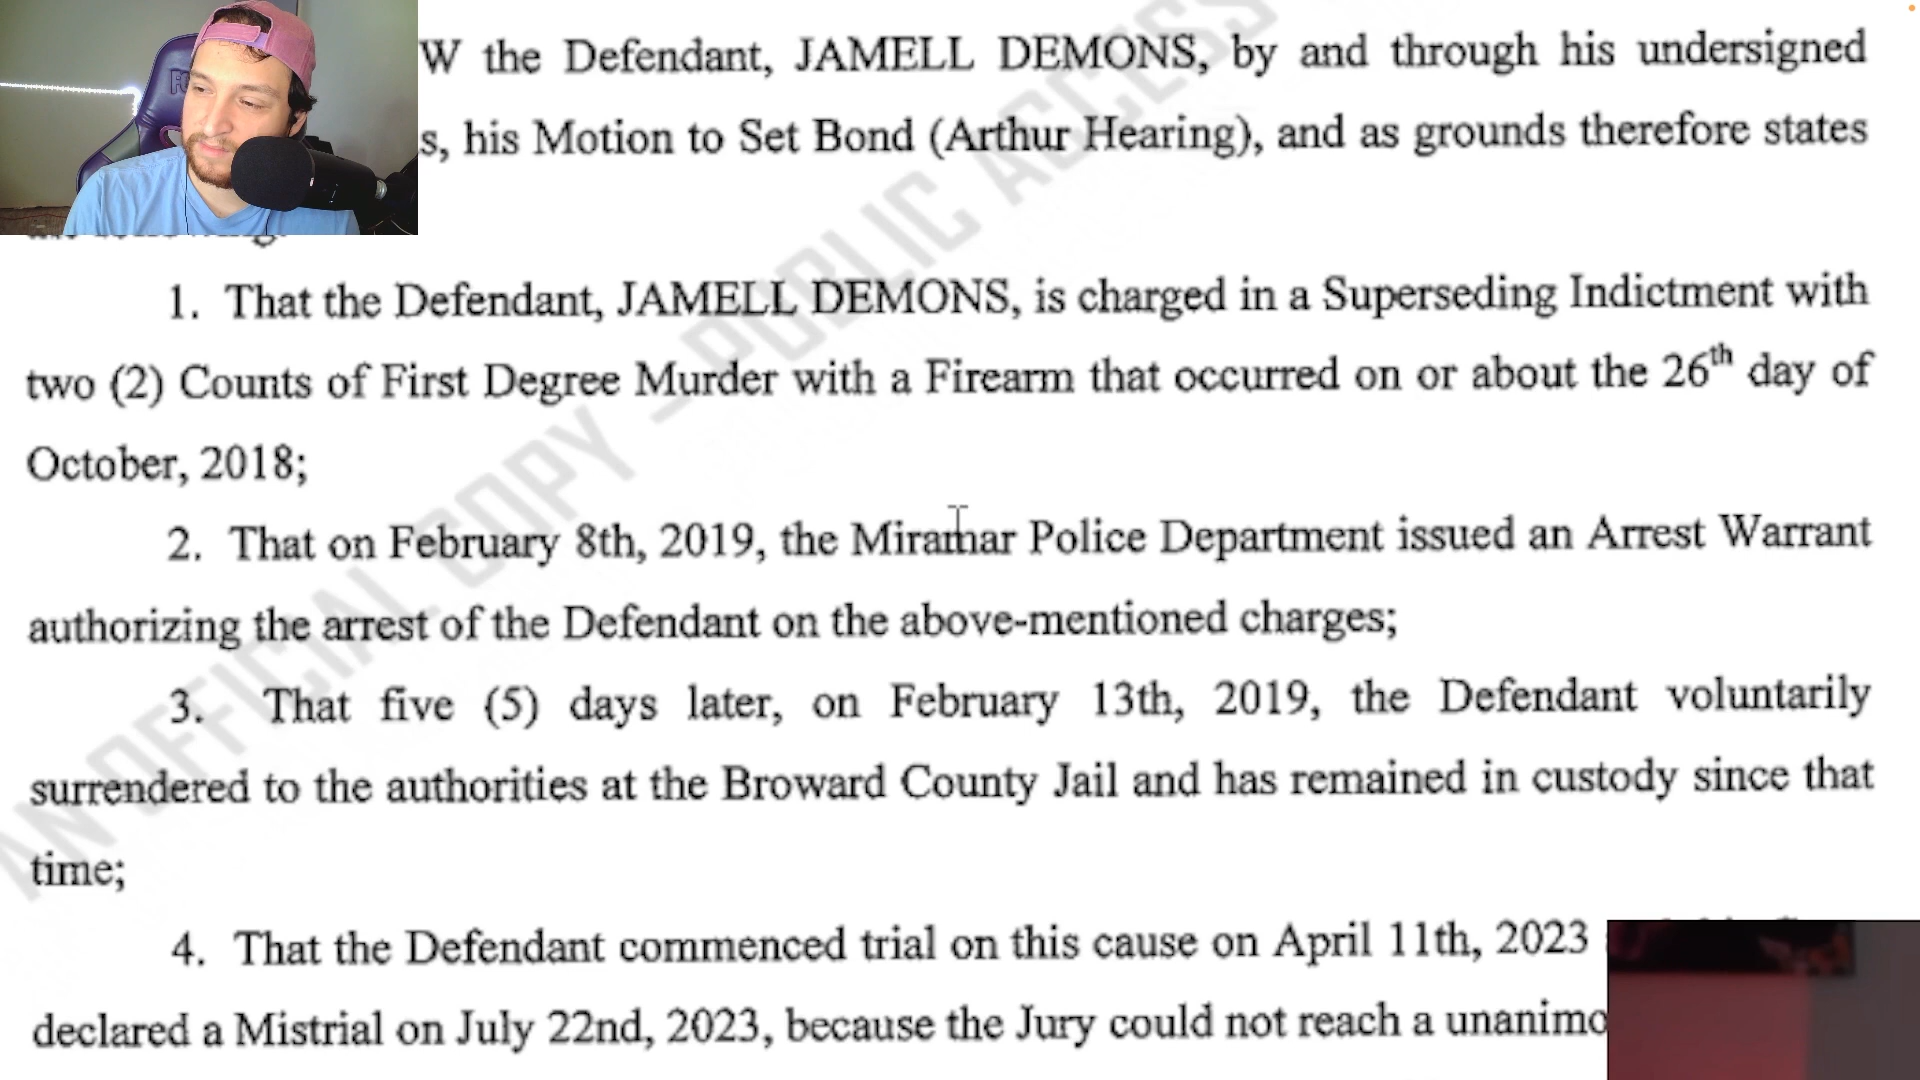 W the Defendant, JAMELL DEMONS, by and through his undersigned
s, his Motion to Set Bond (Arthur Hearing), and as grounds therefore states
1. That the Defendant, JAMELL DEMONS, is charged in a Superseding Indictment with
two (2) Counts of First Degree Murder with a Firearm that occurred on or about the 26th day of
October, 2018;
2. That on February 8th, 2019, the Miramar Police Department issued an Arrest Warrant
authorizing the arrest of the Defendant on the above-mentioned charges;
3. That five (5) days later, on February 13th, 2019, the Defendant voluntarily
surrendered to the authorities at the Broward County Jail and has remained in custody since that
time;
4. That the Defendant commenced trial on this cause on April 11th, 2023
declared a Mistrial on July 22nd, 2023, because the Jury could not reach a unanimo
AN OFFICIAL COPY - PUBLIC ACCESS